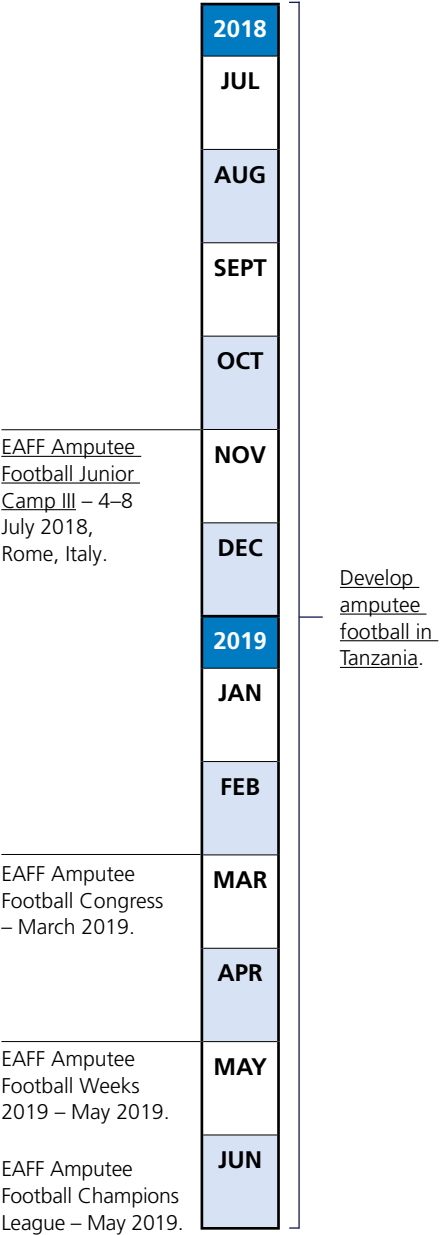 2018
JUL
AUG
SEPT
OCT
EAFF Amputee
Football Junior
Camp III – 4–8
July 2018,
Rome, Italy.
NOV
DEC
Develop
amputee
football in
Tanzania.
2019
JAN
FEB
EAFF Amputee
Football Congress
– March 2019.
MAR
APR
EAFF Amputee
Football Weeks
2019 – May 2019.
MAY
EAFF Amputee
Football Champions
League – May 2019.
JUN